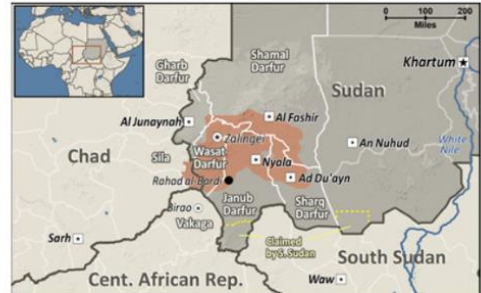 0 100 200
Miles
Shamal
Darfur
Khartum
Gharb
Darfur
Sudan
Al Junaynah
Al Fashir
Zalingei
An Nuhud
White
Nile
Chad
Sila
Wasat
Darfur
Nyala
Ad Du'ayn
Rahad al-Bard
Janub
Darfur
Sharq
Darfur
Birao
Vakaga
Claimed
by S. Sudan
Sarh
South Sudan
Cent. African Rep.
Waw